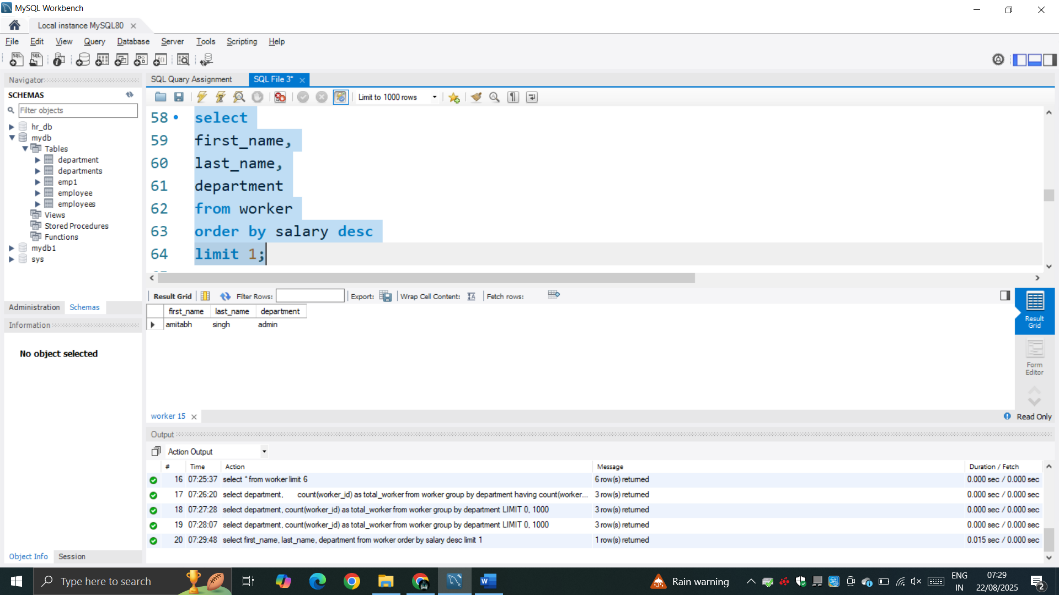 MySQL Workbench
Local instance MySQL80
File Edit View Query Database Server Tools Scripting Help
Navigator
SCHEMAS
Filter objects
hr_db
mydb
Tables
department
departments
emp1
employee
employees
Views
Stored Procedures
Functions
mydb1
sys
Administration Schemas
Information
No object selected
Object Info Session
SQL Query Assignment SQL File 3*
Limit to 1000 rows
58 select
59 first_name,
60 last_name,
61 department
62 from worker
63 order by salary desc
64 limit 1;
Result Grid Filter Rows: Export: Wrap Cell Content: Fetch rows:
first_name last_name department
amitabh singh admin
Result Grid
Form Editor
worker 15 Read Only
Output
Action Output
# Time Action Message Duration / Fetch
16 07:25:37 select * from worker limit 6 6 row(s) returned 0.000 sec / 0.000 sec
17 07:26:20 select department, count(worker_id) as total_worker from worker group by department having count(worker... 3 row(s) returned 0.000 sec / 0.000 sec
18 07:27:28 select department, count(worker_id) as total_worker from worker group by department LIMIT 0, 1000 3 row(s) returned 0.000 sec / 0.000 sec
19 07:28:07 select department, count(worker_id) as total_worker from worker group by department LIMIT 0, 1000 3 row(s) returned 0.000 sec / 0.000 sec
20 07:29:48 select first_name, last_name, department from worker order by salary desc limit 1 1 row(s) returned 0.015 sec / 0.000 sec
Type here to search
Rain warning
ENG
IN
07:29
22/08/2025
2